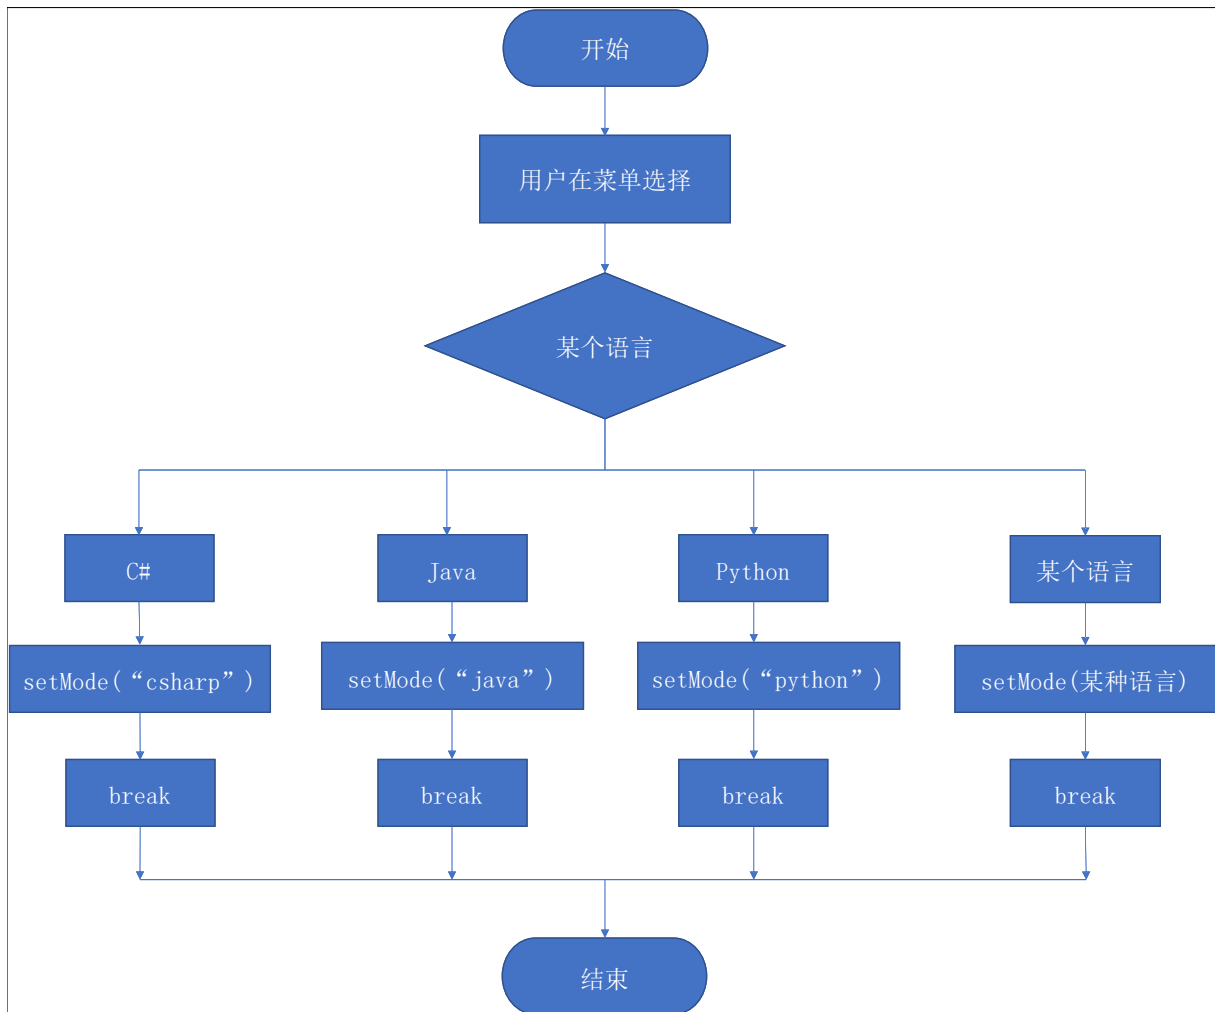 开始
用户在菜单选择
某个语言
C#
Java
Python
某个语言
setMode(“csharp”)
setMode(“java”)
setMode(“python”)
setMode(某种语言)
break
break
break
break
结束